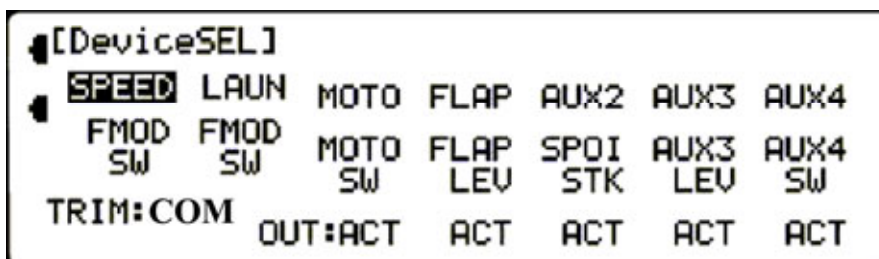 [DeviceSEL]
SPEED LAUN MOTO FLAP AUX2 AUX3 AUX4
FMOD FMOD MOTO FLAP SPOI AUX3 AUX4
SW SW SW LEV STK LEV SW
TRIM:COM
OUT:ACT ACT ACT ACT ACT